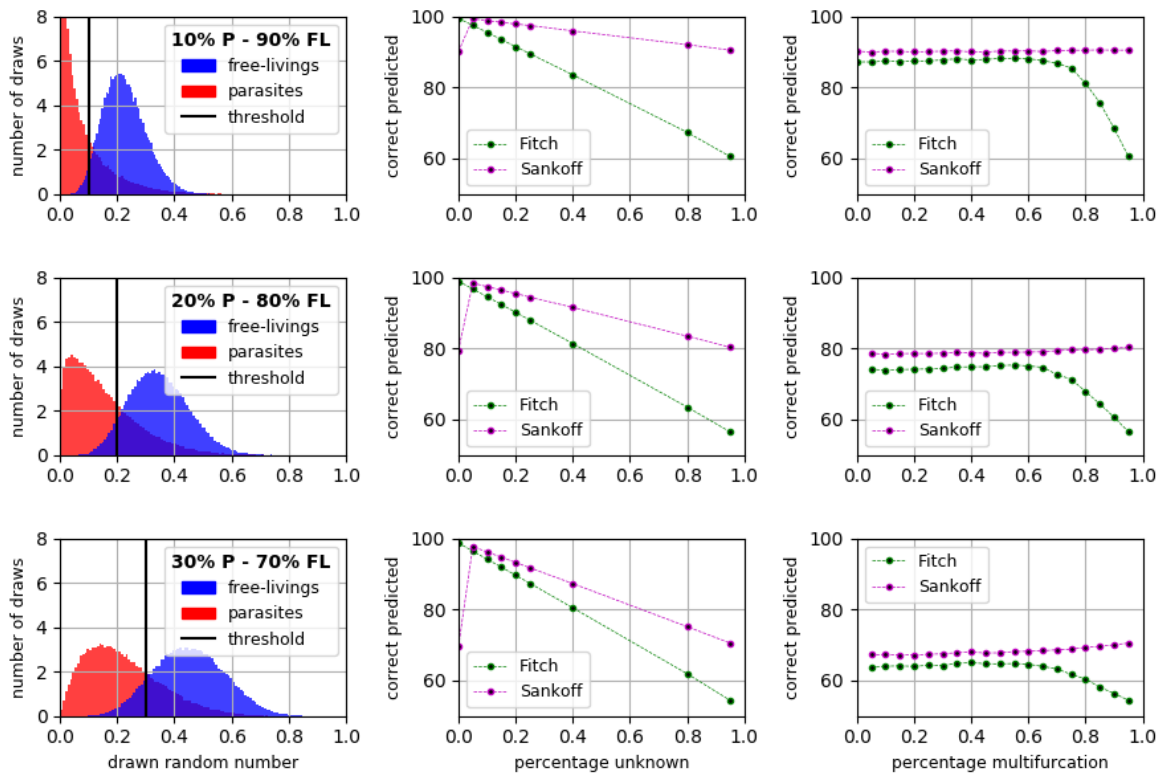 8
6
4
2
0
number of draws
10% P - 90% FL
free-livings
parasites
threshold
0.0 0.2 0.4 0.6 0.8 1.0
100
80
60
correct predicted
Fitch
Sankoff
0.0 0.2 0.4 0.6 0.8 1.0
100
80
60
correct predicted
Fitch
Sankoff
0.0 0.2 0.4 0.6 0.8 1.0
8
6
4
2
0
number of draws
20% P - 80% FL
free-livings
parasites
threshold
0.0 0.2 0.4 0.6 0.8 1.0
100
80
60
correct predicted
Fitch
Sankoff
0.0 0.2 0.4 0.6 0.8 1.0
100
80
60
correct predicted
Fitch
Sankoff
0.0 0.2 0.4 0.6 0.8 1.0
8
6
4
2
0
number of draws
30% P - 70% FL
free-livings
parasites
threshold
0.0 0.2 0.4 0.6 0.8 1.0
drawn random number
100
80
60
correct predicted
Fitch
Sankoff
0.0 0.2 0.4 0.6 0.8 1.0
percentage unknown
100
80
60
correct predicted
Fitch
Sankoff
0.0 0.2 0.4 0.6 0.8 1.0
percentage multifurcation